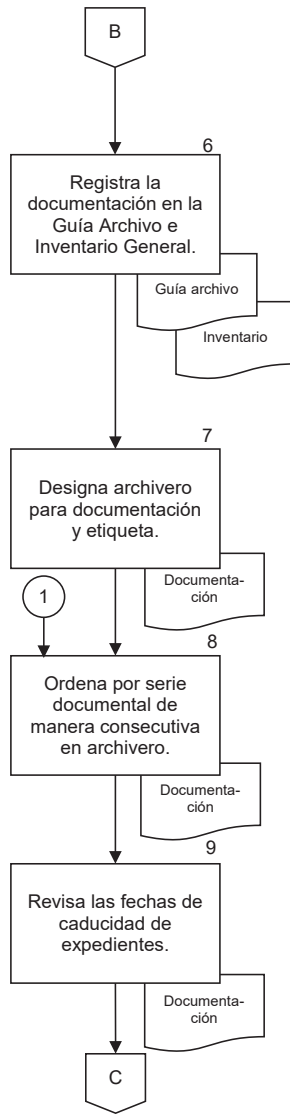 B
6
Registra la
documentación en la
Guía Archivo e
Inventario General.
Guía archivo
Inventario
7
Designa archivero
para documentación
y etiqueta.
Documenta-
ción
1
8
Ordena por serie
documental de
manera consecutiva
en archivero.
Documenta-
ción
9
Revisa las fechas de
caducidad de
expedientes.
Documenta-
ción
C